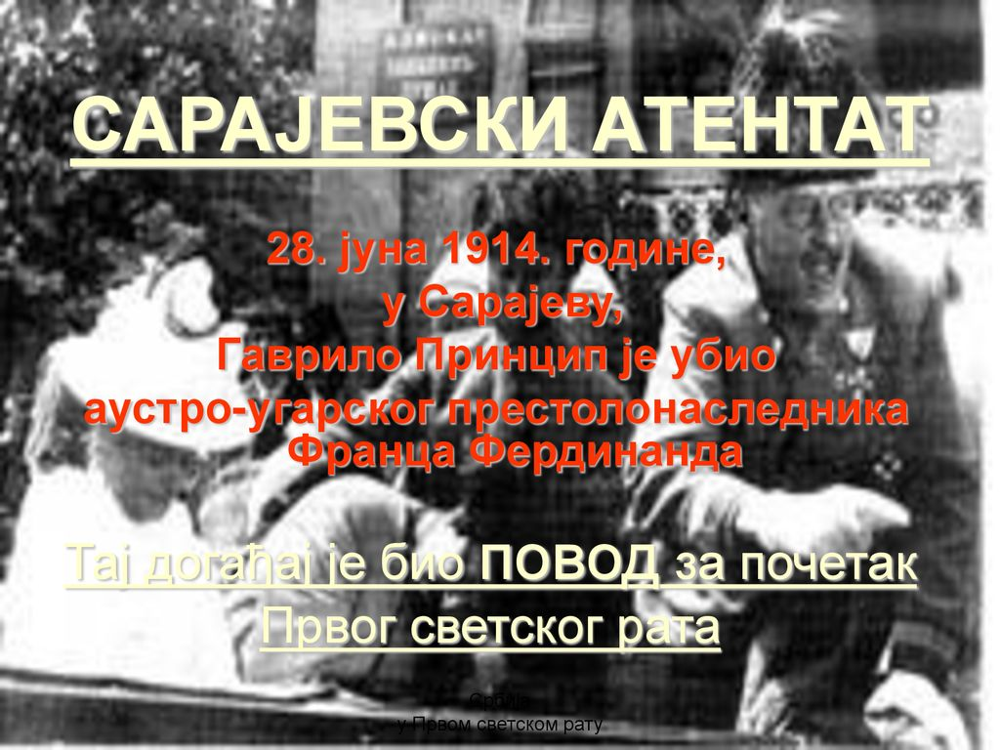 САРАЈЕВСКИ АТЕНТАТ
28. јуна 1914. године,
у Сарајеву,
Гаврило Принцип је убио
аустро-угарског престолонаследника
Франца Фердинанда
Тај догађај је био ПОВОД за почетак
Првог светског рата
Србија
у Првом светском рату